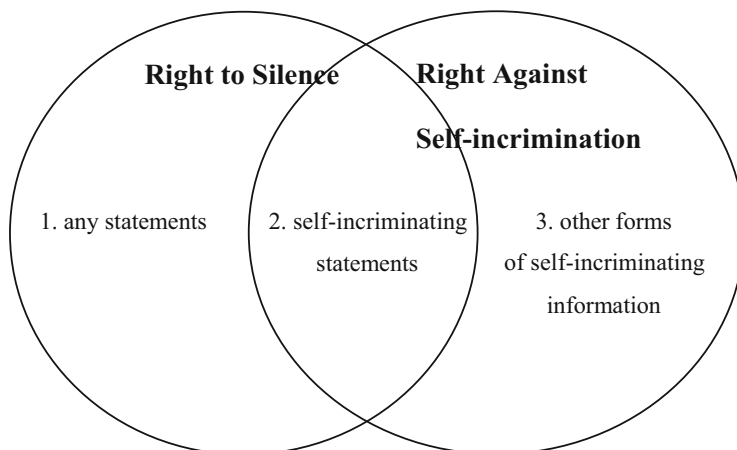 Right to Silence
Right Against
Self-incrimination
1. any statements
2. self-incriminating
statements
3. other forms
of self-incriminating
information